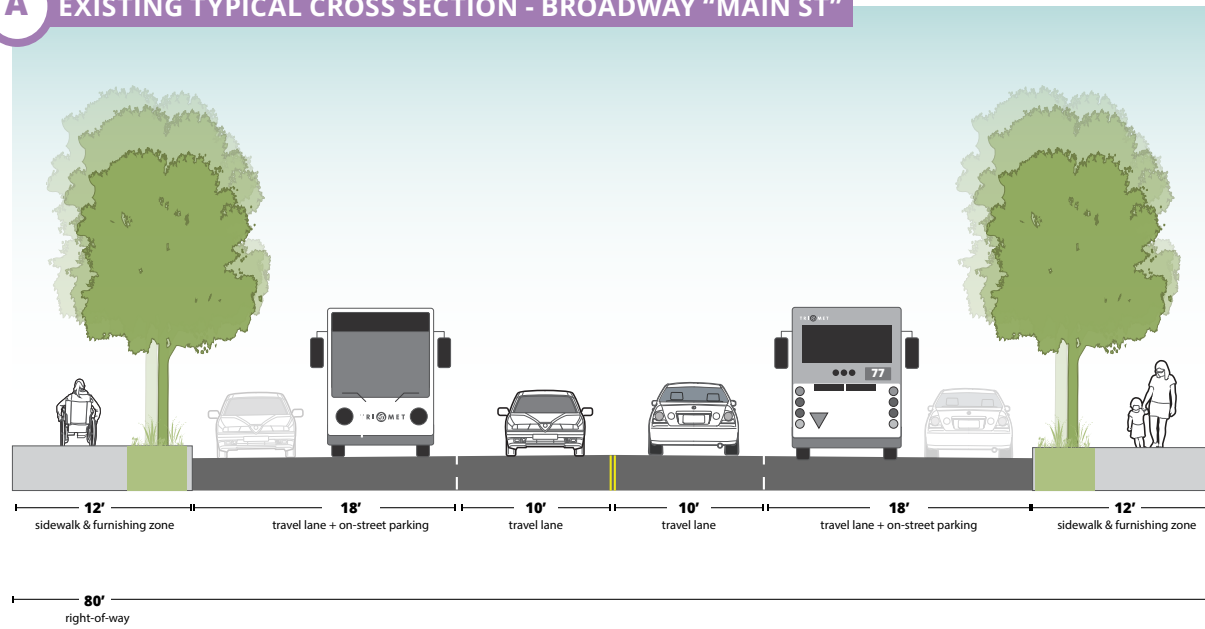 A
EXISTING TYPICAL CROSS SECTION - BROADWAY “MAIN ST”
TRIMET
77
TRIMET
12’ 18’ 10’ 10’ 18’ 12’
sidewalk & furnishing zone travel lane + on-street parking travel lane travel lane travel lane + on-street parking sidewalk & furnishing zone
80’
right-of-way